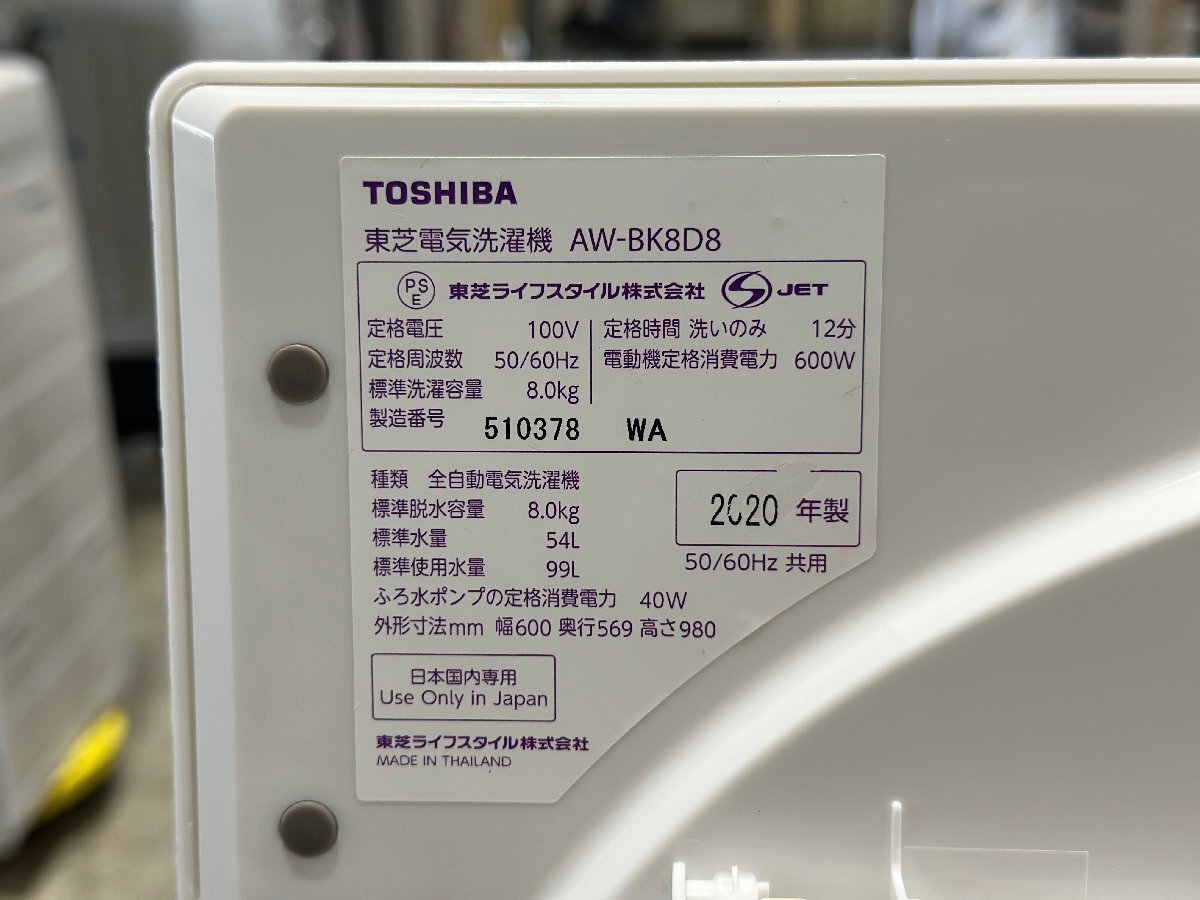 TOSHIBA
東芝電気洗濯機 AW-BK8D8
PSE 東芝ライフスタイル株式会社 S JET
定格電圧 100V
定格周波数 50/60Hz
標準洗濯容量 8.0kg
製造番号 510378 WA
定格時間 洗いのみ 12分
電動機定格消費電力 600W
種類 全自動電気洗濯機
標準脱水容量 8.0kg
標準水量 54L
標準使用水量 99L
ふろ水ポンプの定格消費電力 40W
外形寸法mm 幅600 奥行569 高さ980
2020 年製
50/60Hz 共用
日本国内専用
Use Only in Japan
東芝ライフスタイル株式会社
MADE IN THAILAND